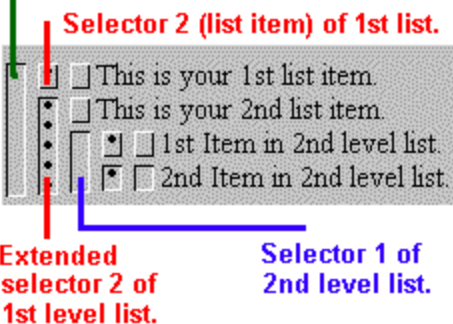 Selector 2 (list item) of 1st list.
This is your 1st list item.
This is your 2nd list item.
1st Item in 2nd level list.
2nd Item in 2nd level list.
Extended
selector 2 of
1st level list.
Selector 1 of
2nd level list.